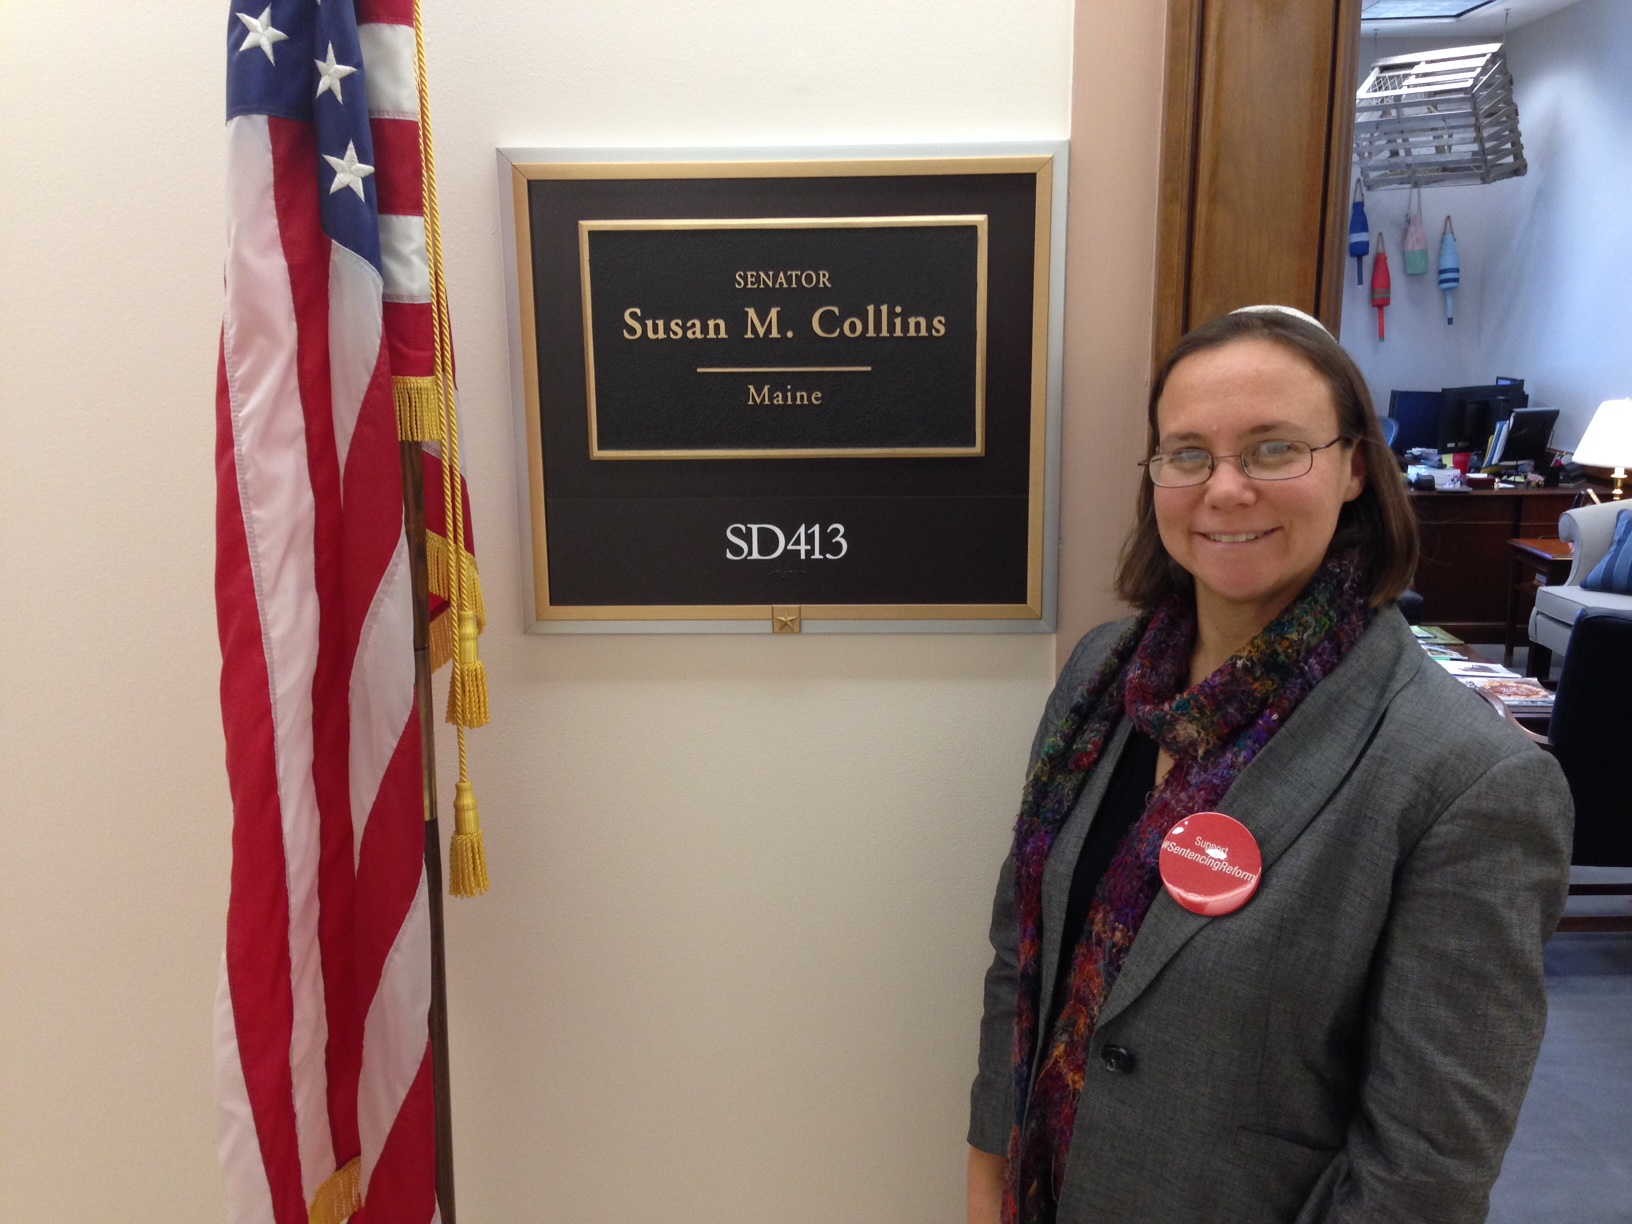 SENATOR
Susan M. Collins
Maine
SD413
Support
#SentencingReform